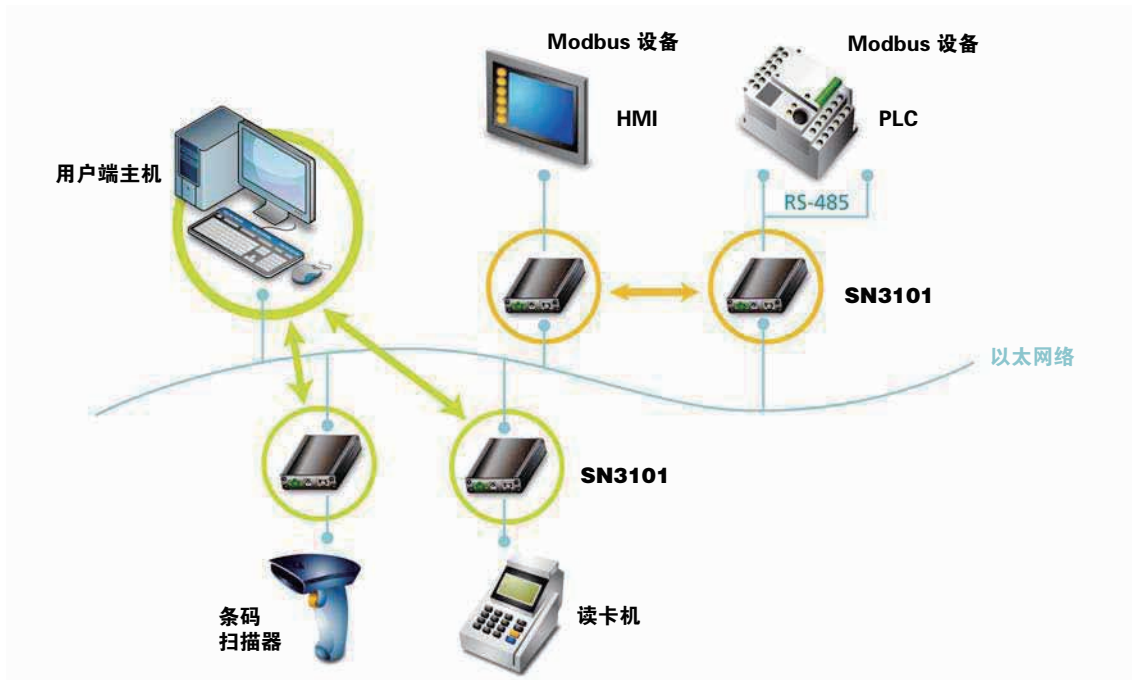 Modbus 设备
Modbus 设备
HMI
PLC
用户端主机
RS-485
SN3101
以太网络
SN3101
条码
扫描器
读卡机